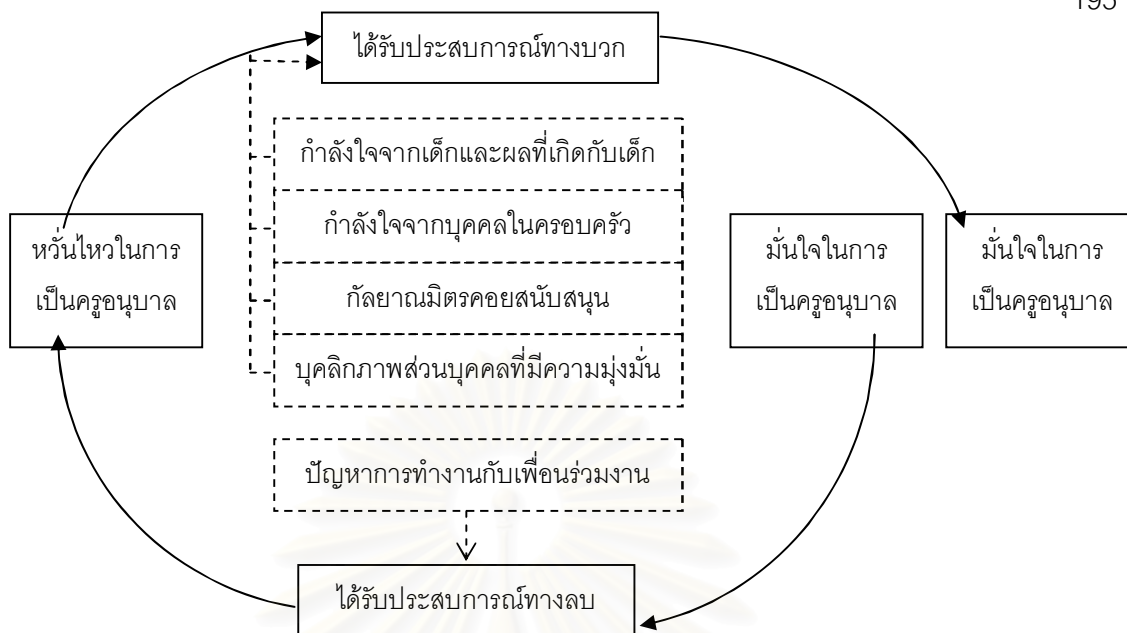 195
ได้รับประสบการณ์ทางบวก
กำลังใจจากเด็กและผลที่เกิดกับเด็ก
กำลังใจจากบุคคลในครอบครัว
กัลยาณมิตรคอยสนับสนุน
บุคลิกภาพส่วนบุคคลที่มีความมุ่งมั่น
หวั่นไหวในการ
เป็นครูอนุบาล
มั่นใจในการ
เป็นครูอนุบาล
มั่นใจในการ
เป็นครูอนุบาล
ปัญหาการทำงานกับเพื่อนร่วมงาน
ได้รับประสบการณ์ทางลบ